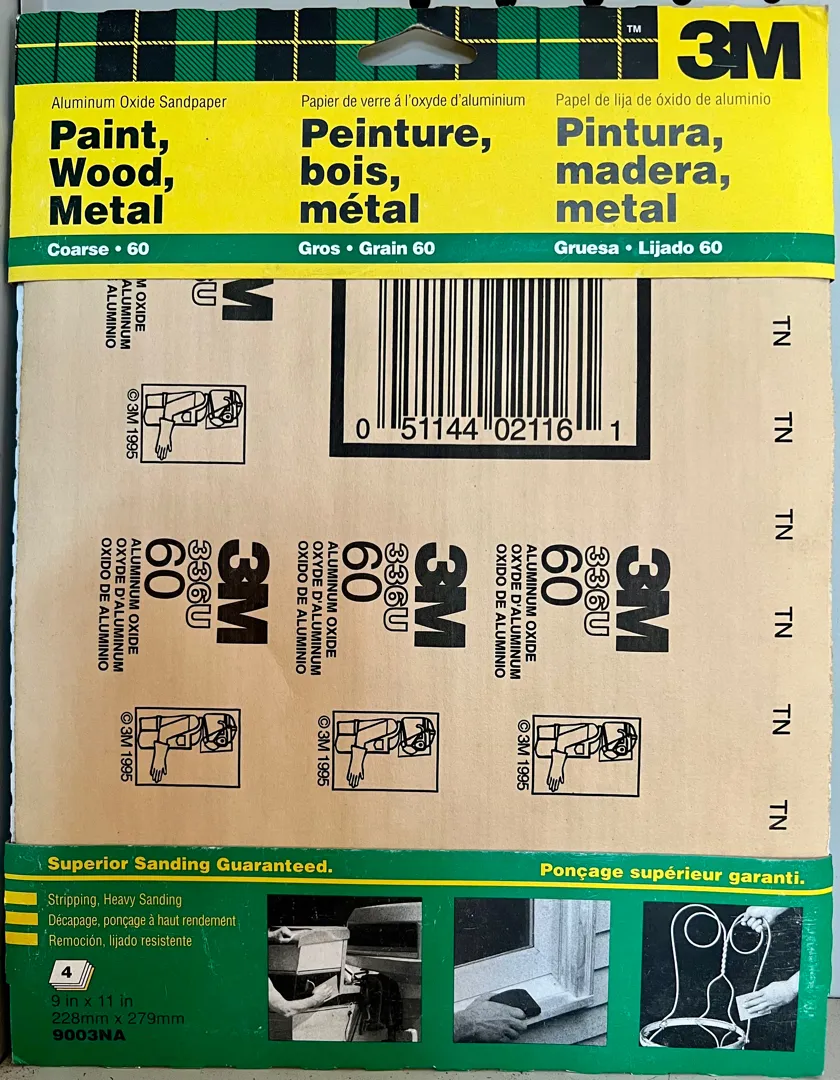 ™ 3M
Aluminum Oxide Sandpaper
Paint,
Wood,
Metal
Coarse • 60
Papier de verre á l'oxyde d'aluminium
Peinture,
bois,
métal
Gros • Grain 60
Papel de lija de óxido de aluminio
Pintura,
madera,
metal
Gruesa • Lijado 60
M
U
M OXIDE
ALUMINUM
ALUMINIO
© 3M 1995
0 51144 02116 1
TN
TN
TN
TN
TN
TN
3M
336U
60
ALUMINUM OXIDE
OXYDE D'ALUMINUM
OXIDO DE ALUMINIO
© 3M 1995
3M
336U
60
ALUMINUM OXIDE
OXYDE D'ALUMINUM
OXIDO DE ALUMINIO
© 3M 1995
3M
336U
60
ALUMINUM OXIDE
OXYDE D'ALUMINUM
OXIDO DE ALUMINIO
© 3M 1995
Superior Sanding Guaranteed.
Ponçage supérieur garanti.
Stripping, Heavy Sanding
Décapage, ponçage à haut rendement
Remoción, lijado resistente
4
9 in x 11 in
228mm x 279mm
9003NA